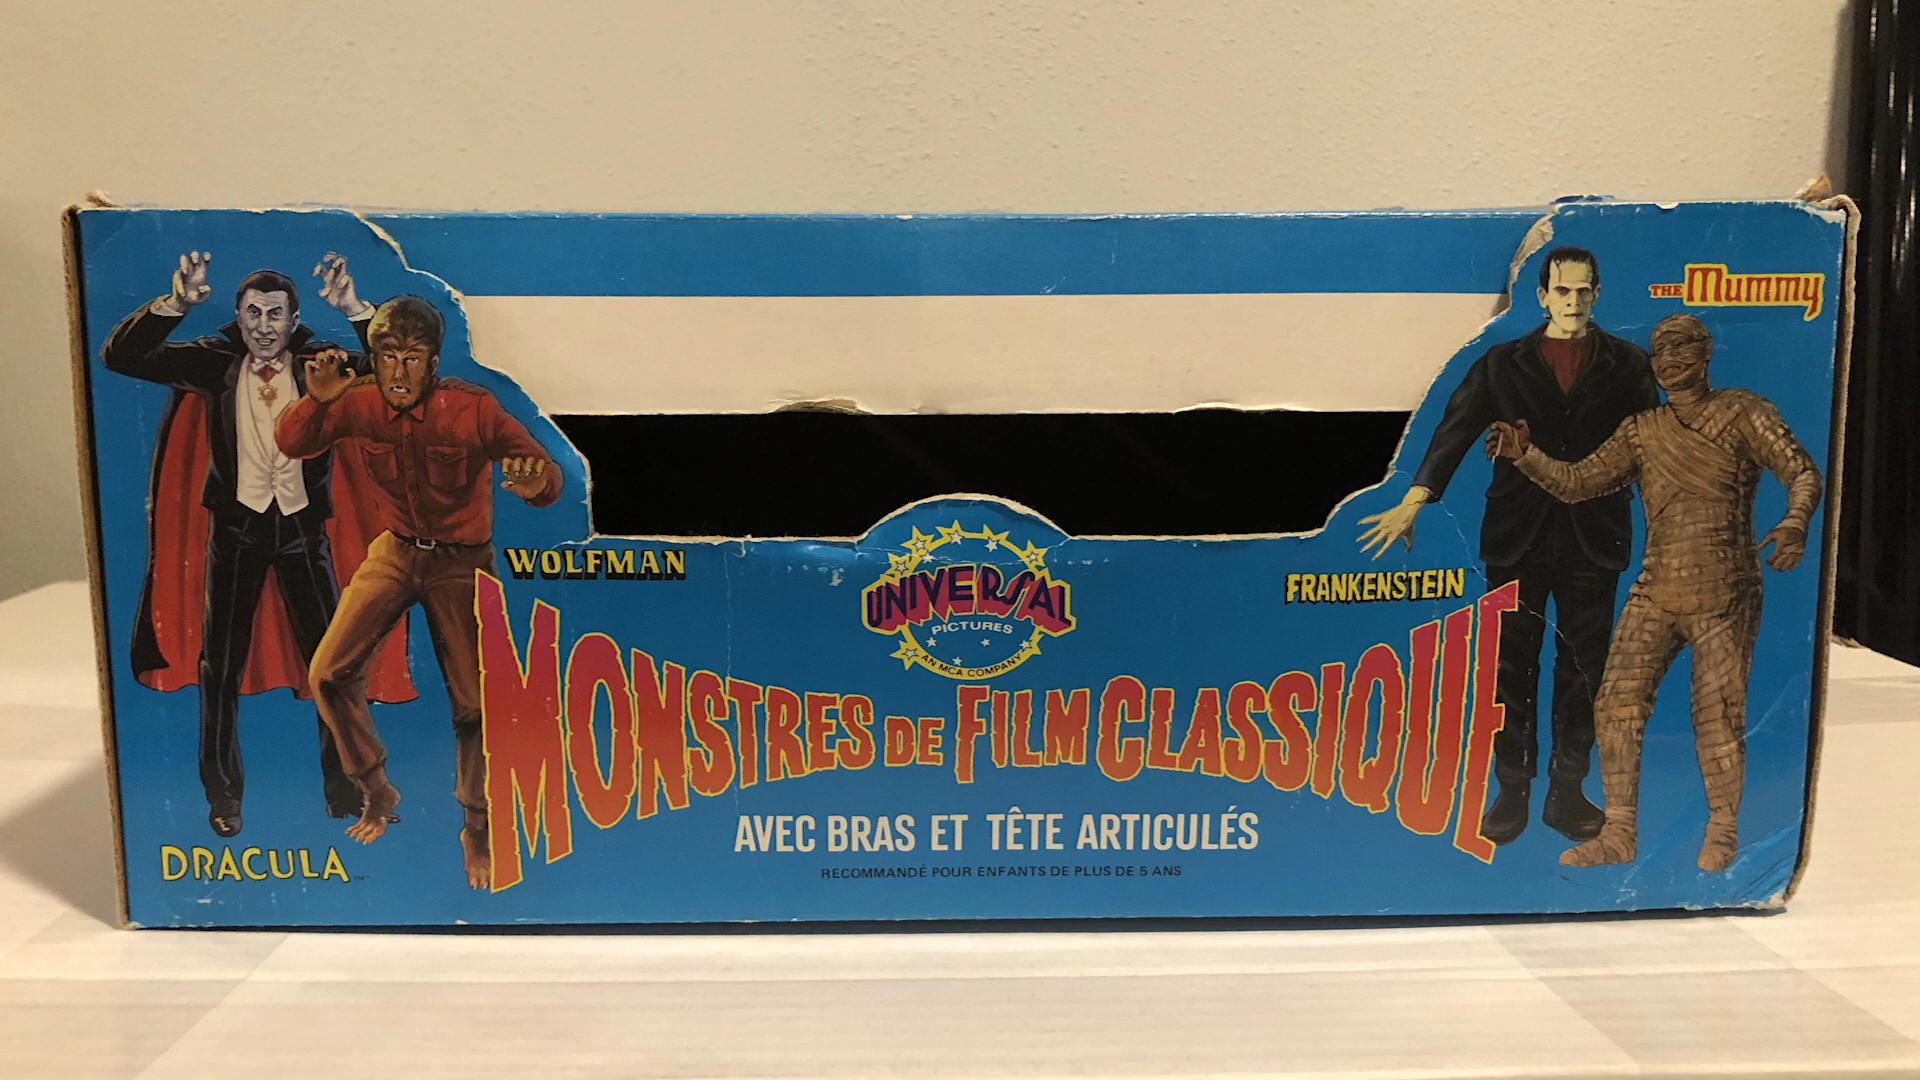 THE Mummy
WOLFMAN
UNIVERSAL
PICTURES
AN MCA COMPANY
FRANKENSTEIN
MONSTRES DE FILM CLASSIQUE
AVEC BRAS ET TÊTE ARTICULÉS
DRACULA™
RECOMMANDÉ POUR ENFANTS DE PLUS DE 5 ANS